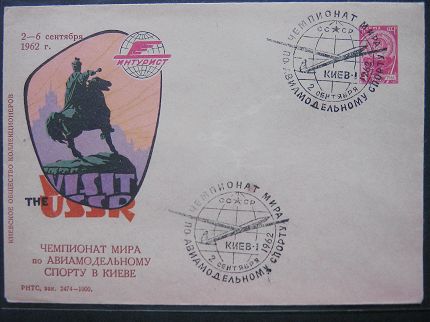 2–6 сентября
1962 г.
ИНТУРИСТ
КИЕВСКОЕ ОБЩЕСТВО КОЛЛЕКЦИОНЕРОВ
VISIT
THE USSR
ЧЕМПИОНАТ МИРА
по АВИАМОДЕЛЬНОМУ
СПОРТУ В КИЕВЕ
РНТС, зак. 2474–1000.
ЧЕМПИОНАТ МИРА
ПО АВИАМОДЕЛЬНОМУ СПОРТУ
СССР
КИЕВ-1
2 СЕНТЯБРЯ 1962
ЧЕМПИОНАТ МИРА
ПО АВИАМОДЕЛЬНОМУ СПОРТУ
СССР
КИЕВ-1
2 СЕНТЯБРЯ 1962